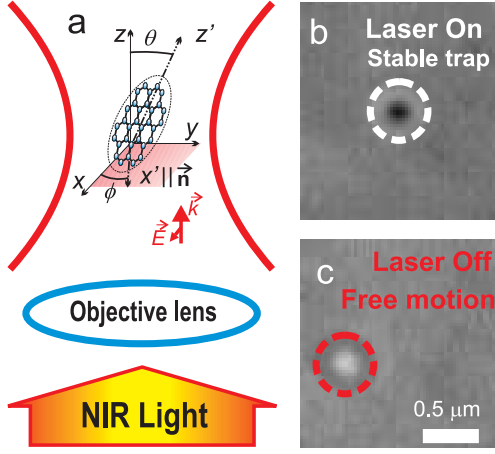 a
z
θ
z'
y
x
ϕ
x' || n⃗
k⃗
E⃗
Objective lens
NIR Light
b
Laser On
Stable trap
c
Laser Off
Free motion
0.5 μm